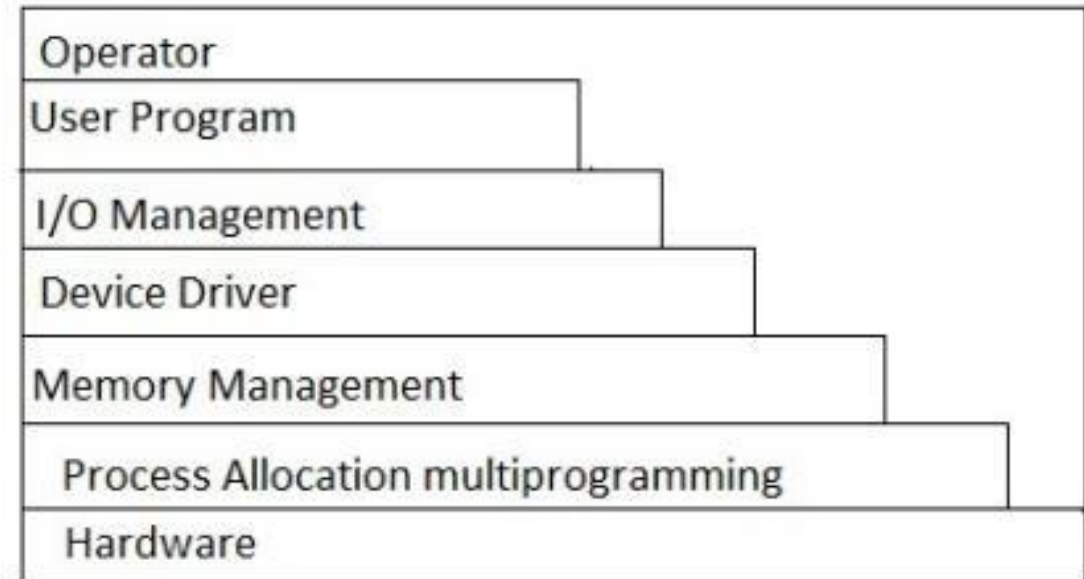 Operator
User Program
I/O Management
Device Driver
Memory Management
Process Allocation multiprogramming
Hardware